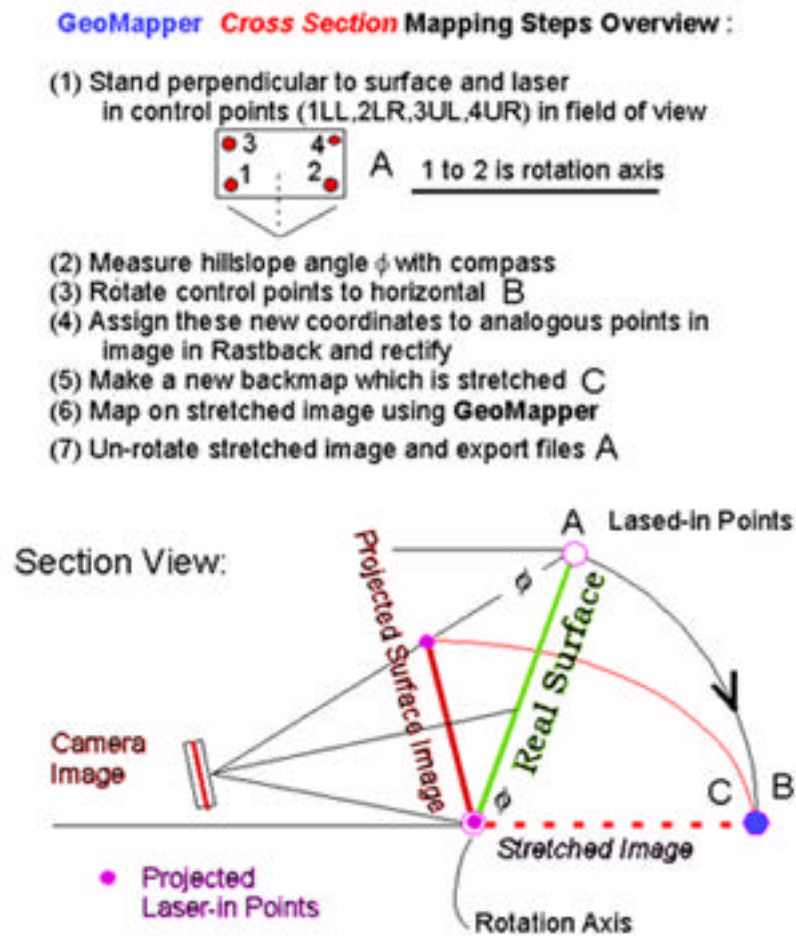 GeoMapper Cross Section Mapping Steps Overview :
(1) Stand perpendicular to surface and laser
in control points (1LL,2LR,3UL,4UR) in field of view
3 4
1 2
A 1 to 2 is rotation axis
(2) Measure hillslope angle ϕ with compass
(3) Rotate control points to horizontal B
(4) Assign these new coordinates to analogous points in
image in Rastback and rectify
(5) Make a new backmap which is stretched C
(6) Map on stretched image using GeoMapper
(7) Un-rotate stretched image and export files A
A Lased-in Points
Section View:
Projected Surface Image
ϕ
Real Surface
Camera
Image
ϕ
C B
Stretched Image
Projected
Laser-in Points
Rotation Axis